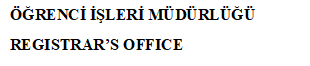 ÖĞRENCİ İŞLERİ MÜDÜRLÜĞÜ
REGISTRAR’S OFFICE